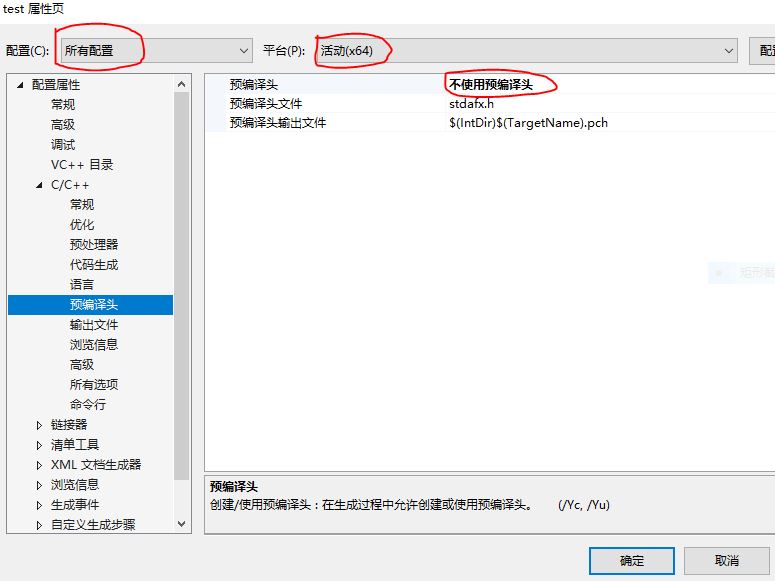 test 属性页
配置(C): 所有配置 平台(P): 活动(x64) 配
配置属性
常规
高级
调试
VC++ 目录
C/C++
常规
优化
预处理器
代码生成
语言
预编译头
输出文件
浏览信息
高级
所有选项
命令行
链接器
清单工具
XML 文档生成器
浏览信息
生成事件
自定义生成步骤
预编译头 不使用预编译头
预编译头文件 stdafx.h
预编译头输出文件 $(IntDir)$(TargetName).pch
矩形截
预编译头
创建/使用预编译头：在生成过程中允许创建或使用预编译头。 (/Yc, /Yu)
确定 取消